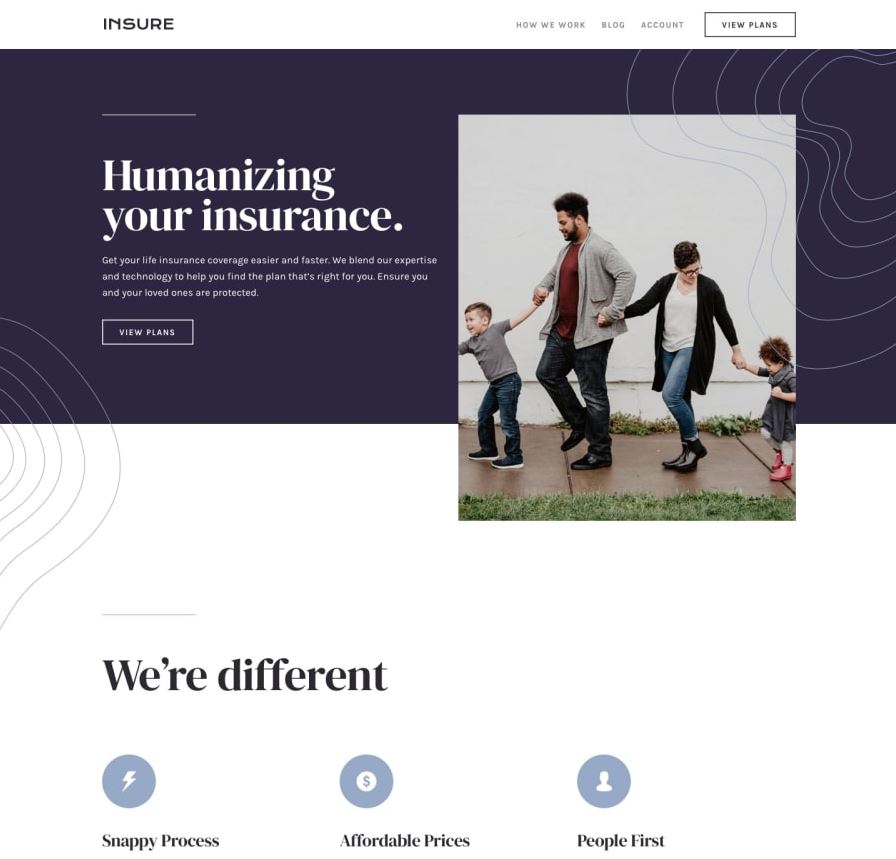 INSURE
HOW WE WORK
BLOG
ACCOUNT
VIEW PLANS
Humanizing
your insurance.
Get your life insurance coverage easier and faster. We blend our expertise
and technology to help you find the plan that's right for you. Ensure you
and your loved ones are protected.
VIEW PLANS
We're different
$
Snappy Process
Affordable Prices
People First